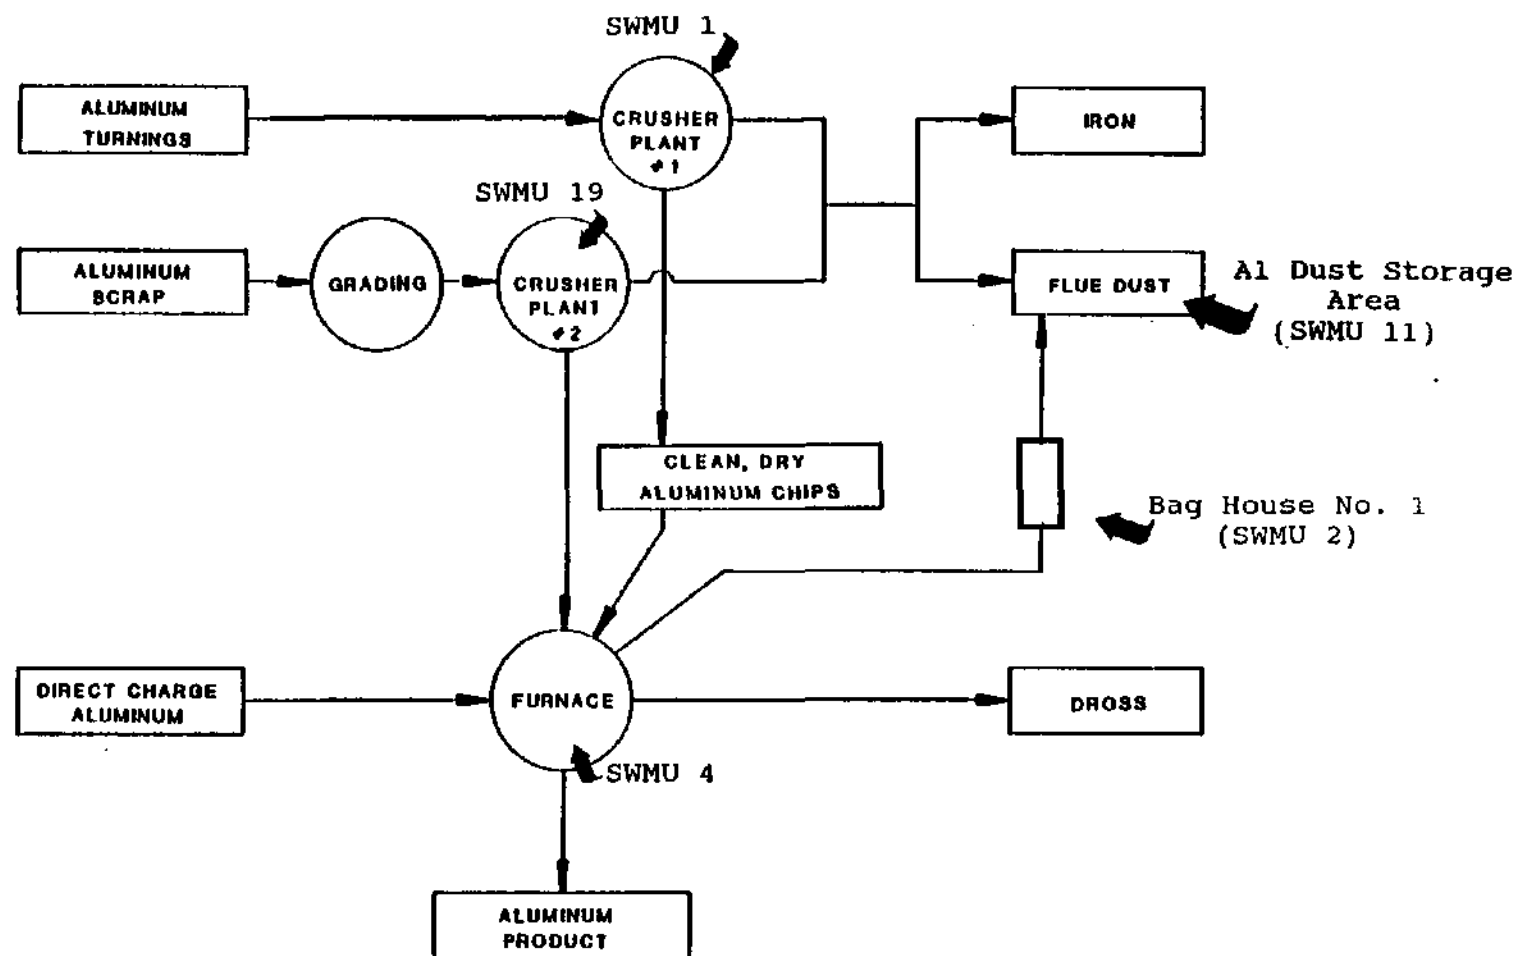 SWMU 1
ALUMINUM
TURNINGS
CRUSHER
PLANT
#1
IRON
SWMU 19
ALUMINUM
SCRAP
GRADING
CRUSHER
PLANT
#2
FLUE DUST
Al Dust Storage
Area
(SWMU 11)
CLEAN, DRY
ALUMINUM CHIPS
Bag House No. 1
(SWMU 2)
DIRECT CHARGE
ALUMINUM
FURNACE
DROSS
SWMU 4
ALUMINUM
PRODUCT